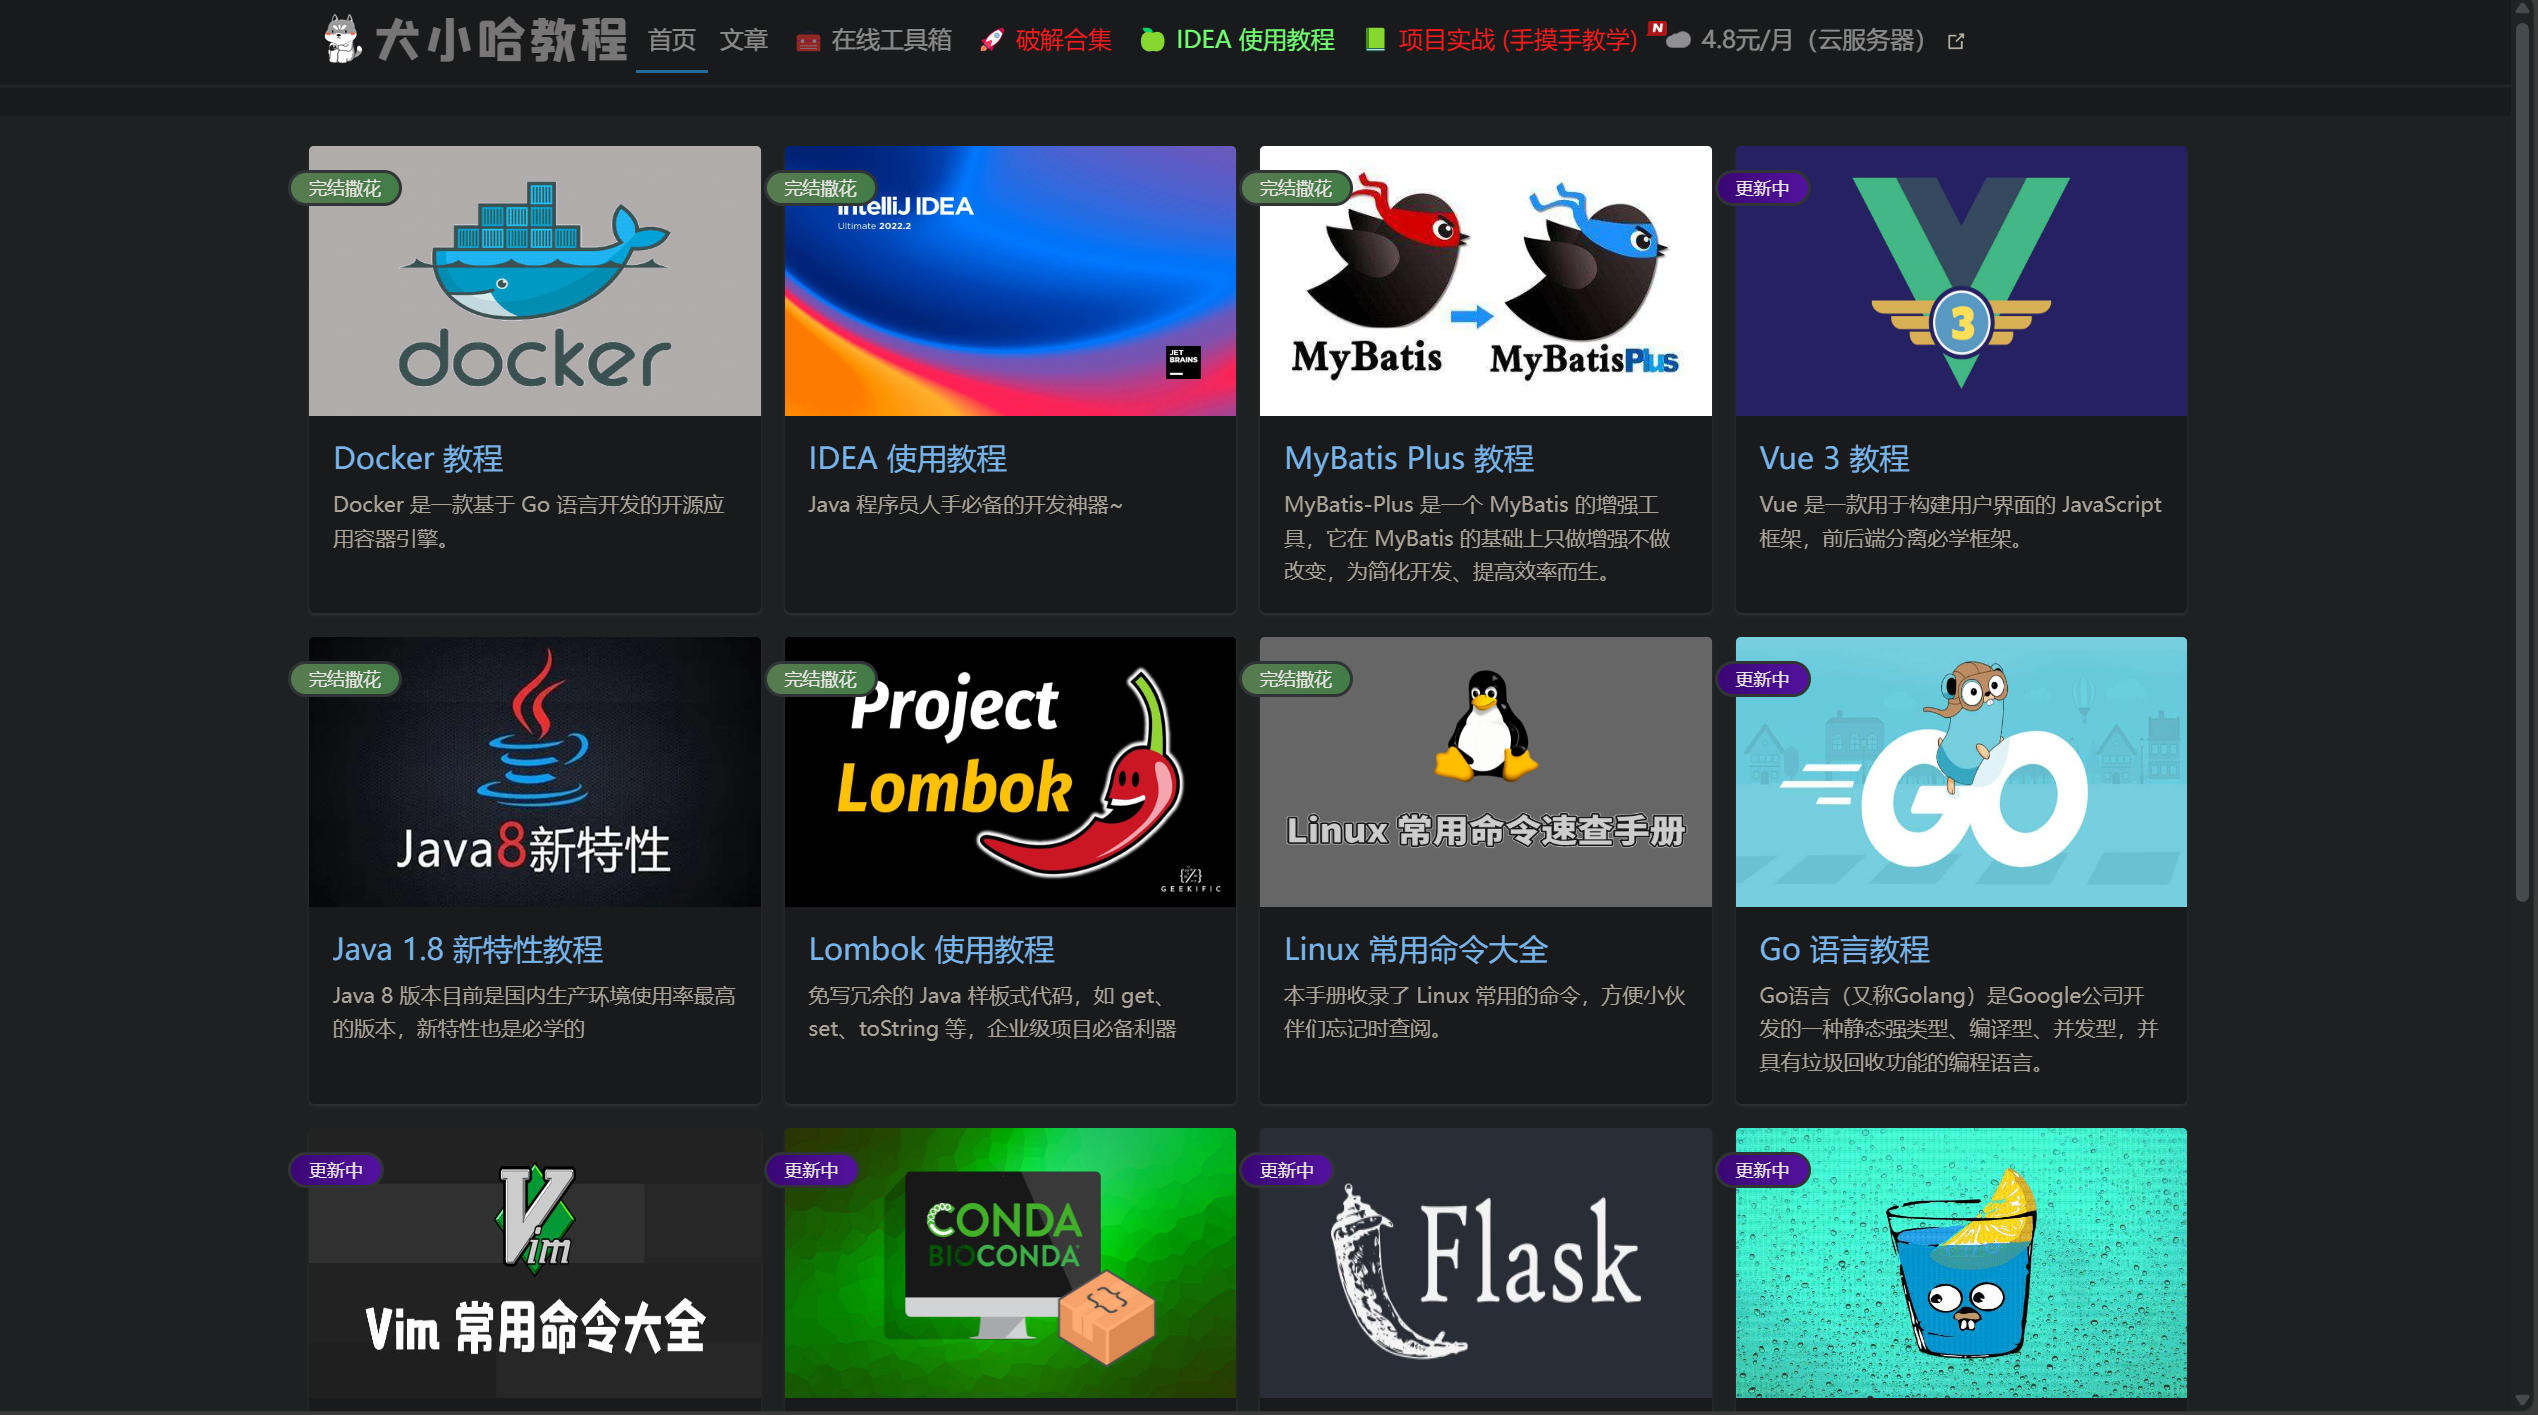 犬小哈教程 首页 文章 在线工具箱 破解合集 IDEA 使用教程 项目实战 (手摸手教学) N 4.8元/月（云服务器）
完结撒花
docker
Docker 教程
Docker 是一款基于 Go 语言开发的开源应
用容器引擎。
完结撒花
IntelliJ IDEA
Ultimate 2022.2
JET
BRAINS
IDEA 使用教程
Java 程序员人手必备的开发神器~
完结撒花
MyBatis
MyBatisPlus
MyBatis Plus 教程
MyBatis-Plus 是一个 MyBatis 的增强工
具，它在 MyBatis 的基础上只做增强不做
改变，为简化开发、提高效率而生。
更新中
3
Vue 3 教程
Vue 是一款用于构建用户界面的 JavaScript
框架，前后端分离必学框架。
完结撒花
Java8新特性
Java 1.8 新特性教程
Java 8 版本目前是国内生产环境使用率最高
的版本，新特性也是必学的
完结撒花
Project
Lombok
GEEKIFIC
Lombok 使用教程
免写冗余的 Java 样板式代码，如 get、
set、toString 等，企业级项目必备利器
完结撒花
Linux 常用命令速查手册
Linux 常用命令大全
本手册收录了 Linux 常用的命令，方便小伙
伴们忘记时查阅。
更新中
GO
Go 语言教程
Go语言（又称Golang）是Google公司开
发的一种静态强类型、编译型、并发型，并
具有垃圾回收功能的编程语言。
更新中
Vim
Vim 常用命令大全
更新中
CONDA
BIOCONDA
更新中
Flask
更新中